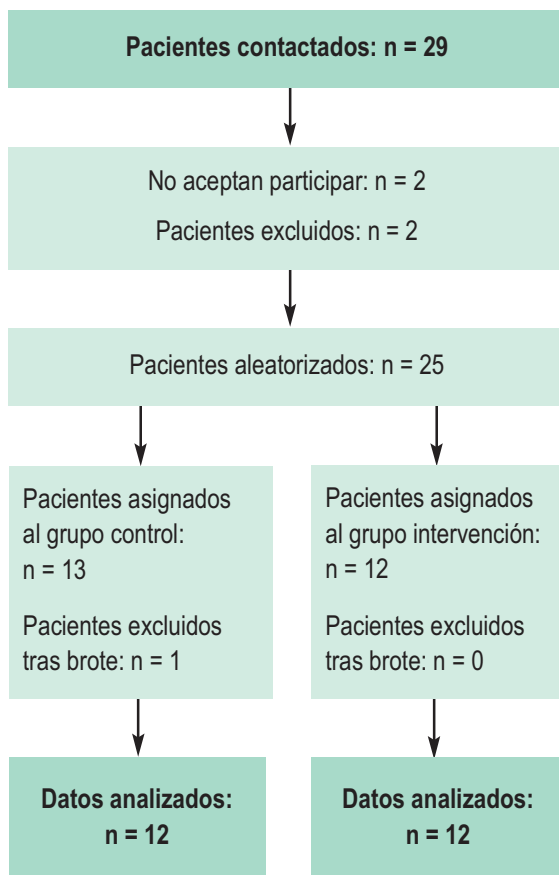 Pacientes contactados: n = 29
No aceptan participar: n = 2
Pacientes excluidos: n = 2
Pacientes aleatorizados: n = 25
Pacientes asignados
al grupo control:
n = 13
Pacientes excluidos
tras brote: n = 1
Pacientes asignados
al grupo intervención:
n = 12
Pacientes excluidos
tras brote: n = 0
Datos analizados:
n = 12
Datos analizados:
n = 12